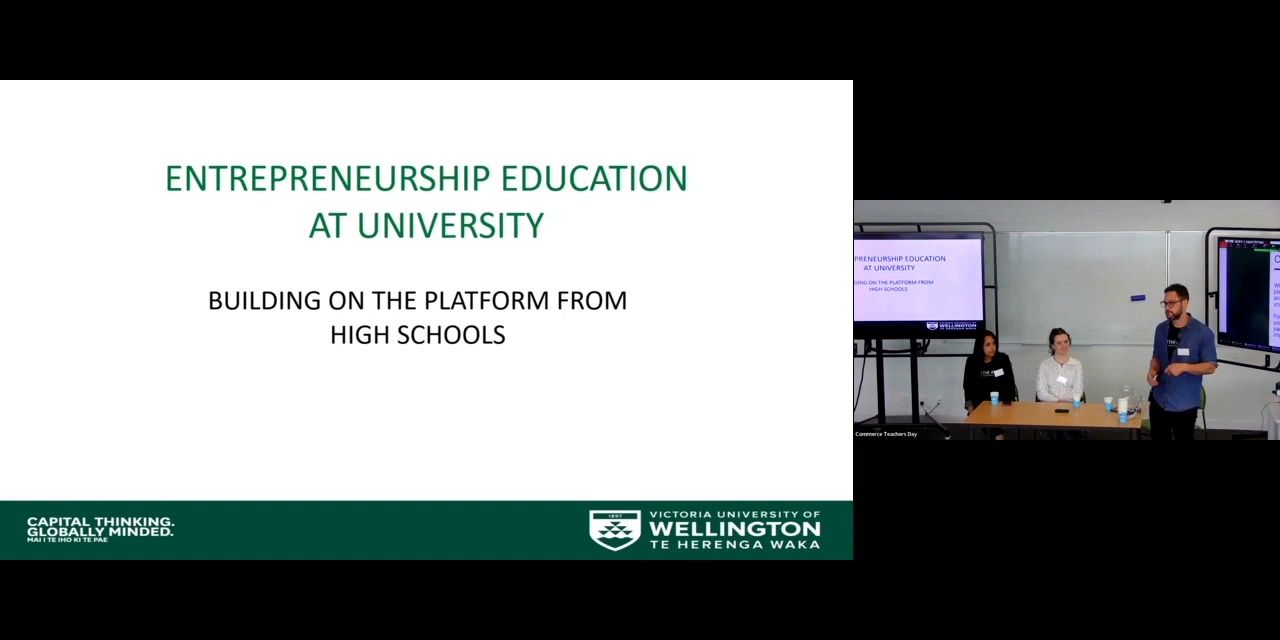 ENTREPRENEURSHIP EDUCATION
AT UNIVERSITY
BUILDING ON THE PLATFORM FROM
HIGH SCHOOLS
CAPITAL THINKING.
GLOBALLY MINDED.
MAI I TE IHO KI TE PAE
1897
VICTORIA UNIVERSITY OF
WELLINGTON
TE HERENGA WAKA
PRENEURSHIP EDUCATION
AT UNIVERSITY
DING ON THE PLATFORM FROM
HIGH SCHOOLS
WELLINGTON
Commerce Teachers Day